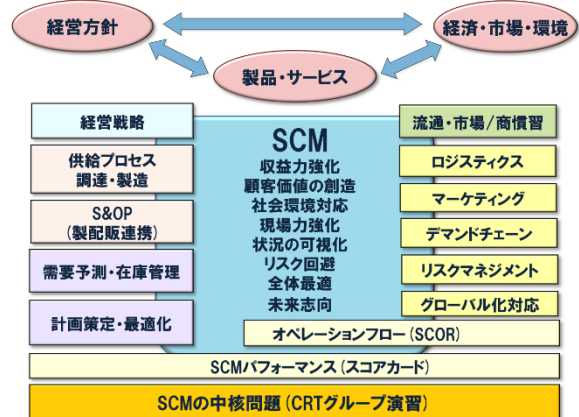 経営方針
経済・市場・環境
製品・サービス
経営戦略
供給プロセス
調達・製造
S&OP
(製配販連携)
需要予測・在庫管理
計画策定・最適化
SCM
収益力強化
顧客価値の創造
社会環境対応
現場力強化
状況の可視化
リスク回避
全体最適
未来志向
流通・市場/商慣習
ロジスティクス
マーケティング
デマンドチェーン
リスクマネジメント
グローバル化対応
オペレーションフロー(SCOR)
SCMパフォーマンス(スコアカード)
SCMの中核問題(CRTグループ演習)